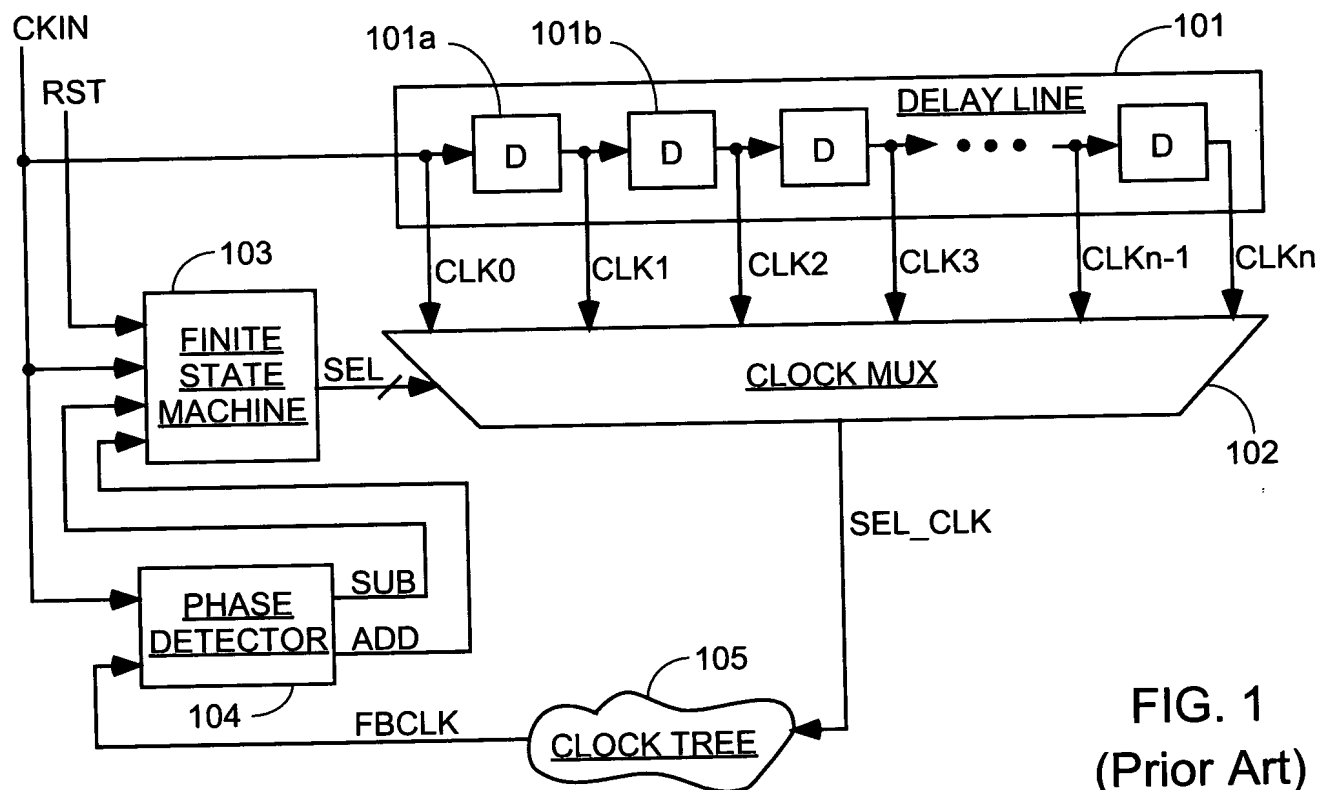 CKIN
RST
101a
101b
101
DELAY LINE
D
D
D
D
CLK0
CLK1
CLK2
CLK3
CLKn-1
CLKn
103
FINITE
STATE
MACHINE
SEL
CLOCK MUX
102
SEL_CLK
SUB
PHASE
DETECTOR
ADD
104
105
FBCLK
CLOCK TREE
FIG. 1
(Prior Art)